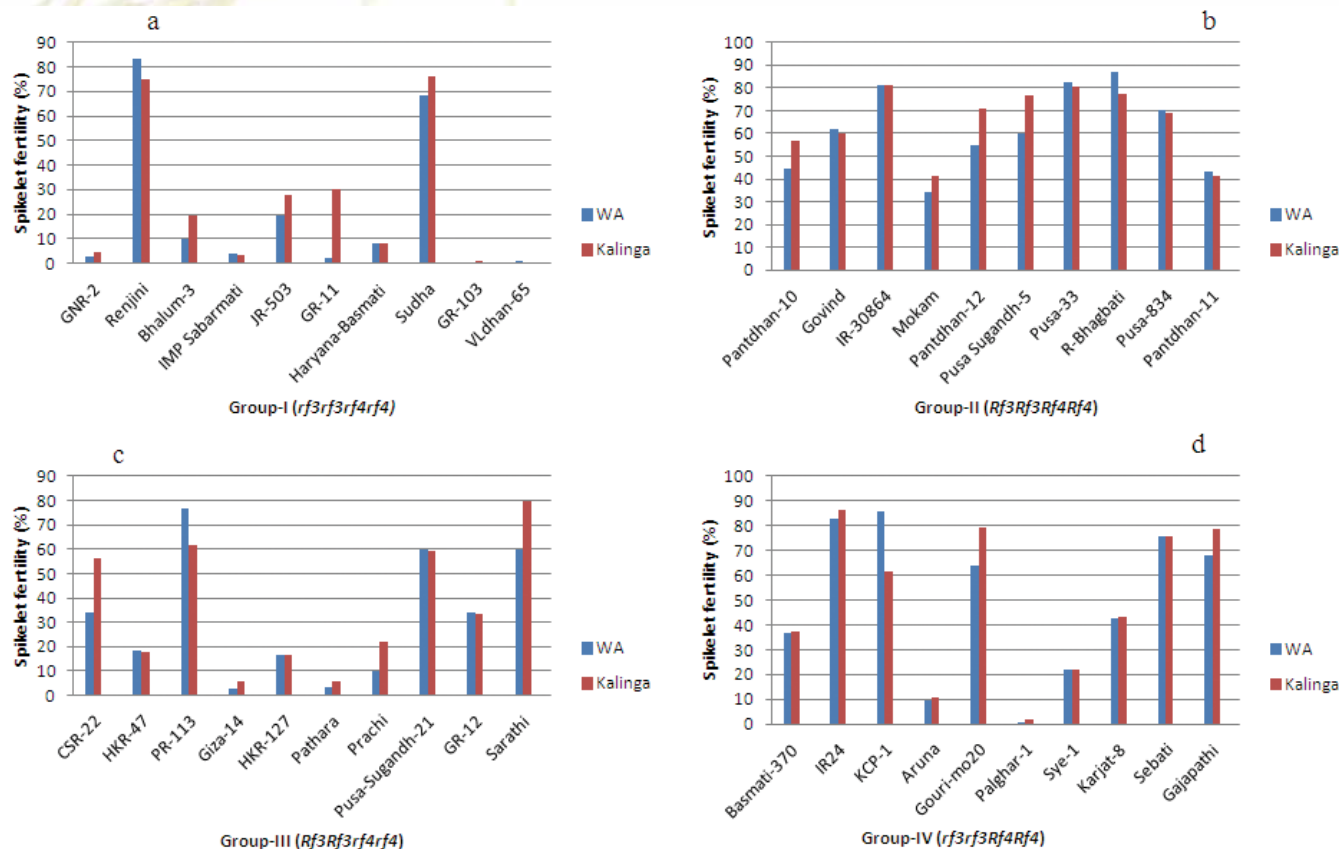 a
Spikelet fertility (%)
90
80
70
60
50
40
30
20
10
0
GNR-2
Renjini
Bhalum-3
IMP Sabarmati
JR-503
GR-11
Haryana-Basmati
Sudha
GR-103
VLdhan-65
WA
Kalinga
Group-I (rf3rf3rf4rf4)
b
Spikelet fertility (%)
100
90
80
70
60
50
40
30
20
10
0
Pantdhan-10
Govind
IR-30864
Mokam
Pantdhan-12
Pusa Sugandh-5
Pusa-33
R-Bhagbati
Pusa-834
Pantdhan-11
WA
Kalinga
Group-II (Rf3Rf3Rf4Rf4)
c
Spikelet fertility (%)
90
80
70
60
50
40
30
20
10
0
CSR-22
HKR-47
PR-113
Giza-14
HKR-127
Pathara
Prachi
Pusa-Sugandh-21
GR-12
Sarathi
WA
Kalinga
Group-III (Rf3Rf3rf4rf4)
d
Spikelet fertility (%)
100
90
80
70
60
50
40
30
20
10
0
Basmati-370
IR24
KCP-1
Aruna
Gouri-mo20
Palghar-1
Sye-1
Karjat-8
Sebati
Gajapathi
WA
Kalinga
Group-IV (rf3rf3Rf4Rf4)